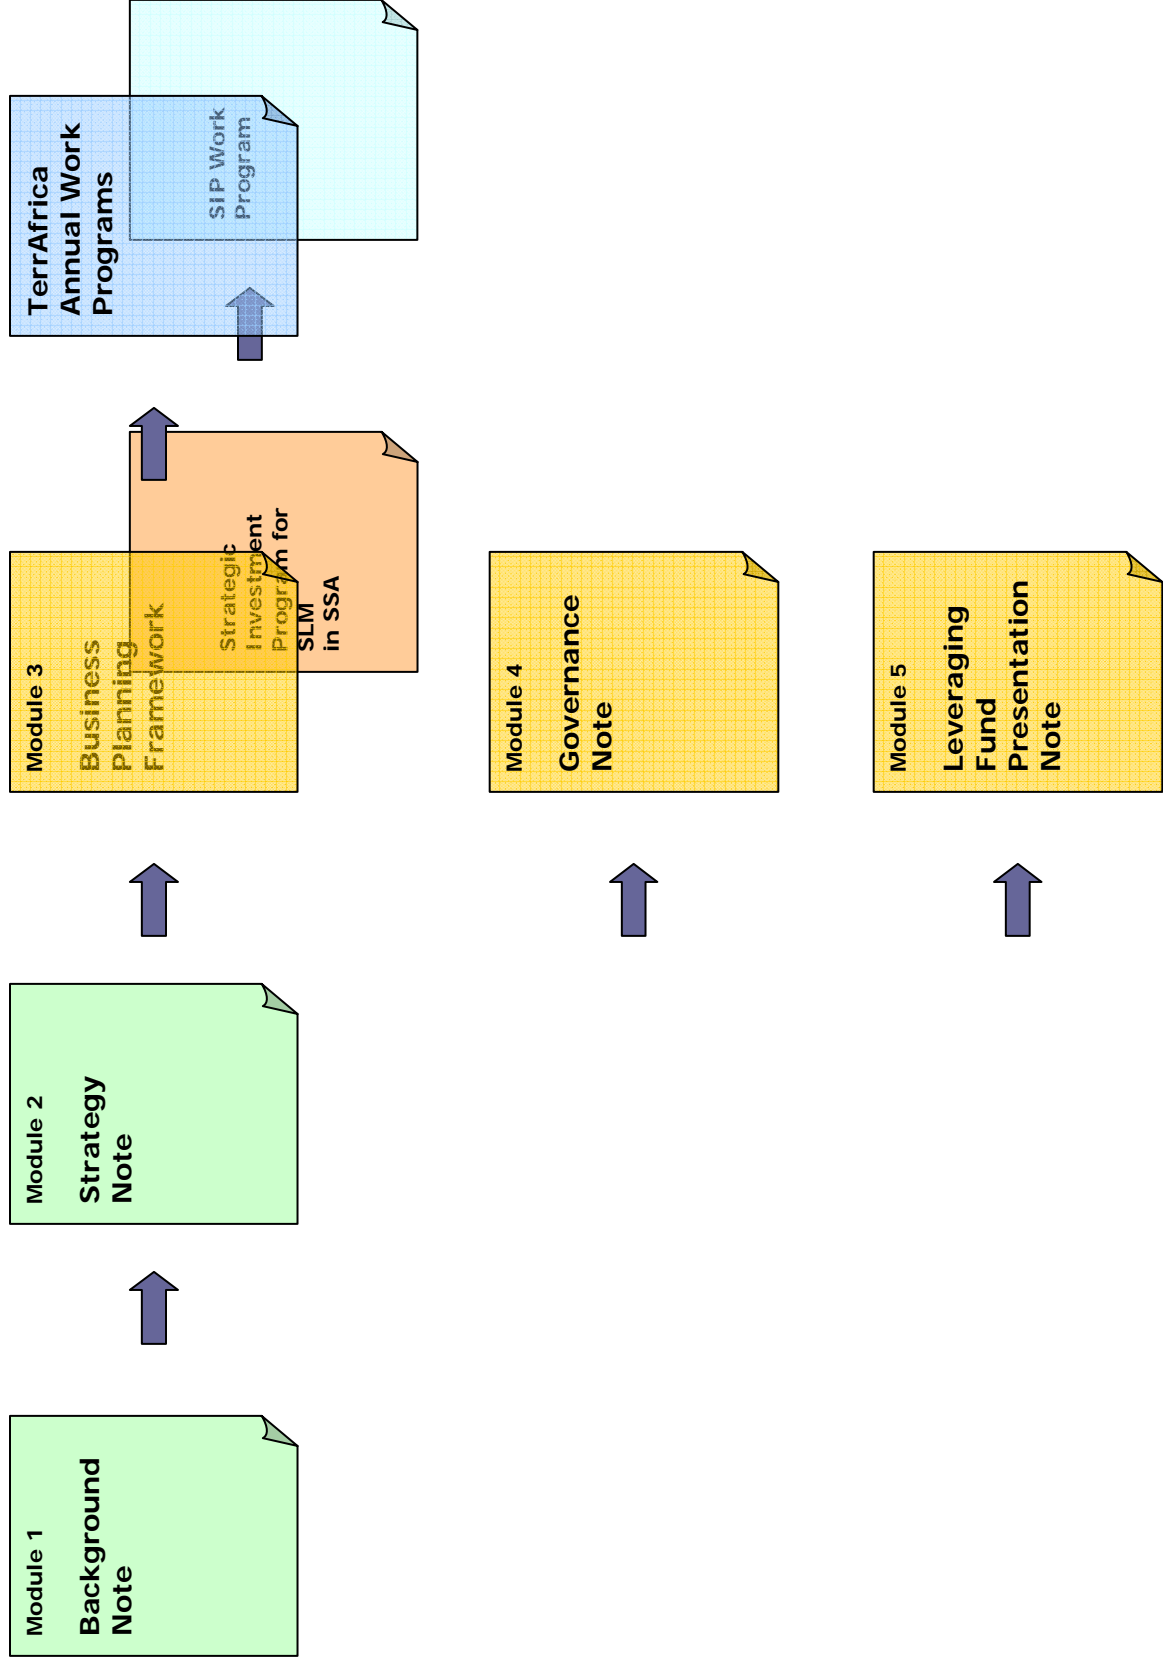 Module 1
Background
Note
Module 2
Strategy
Note
Module 3
Business
Planning
Framework
Strategic
Investment
Program for
SLM
in SSA
TerrAfrica
Annual Work
Programs
SIP Work
Program
Module 4
Governance
Note
Module 5
Leveraging
Fund
Presentation
Note